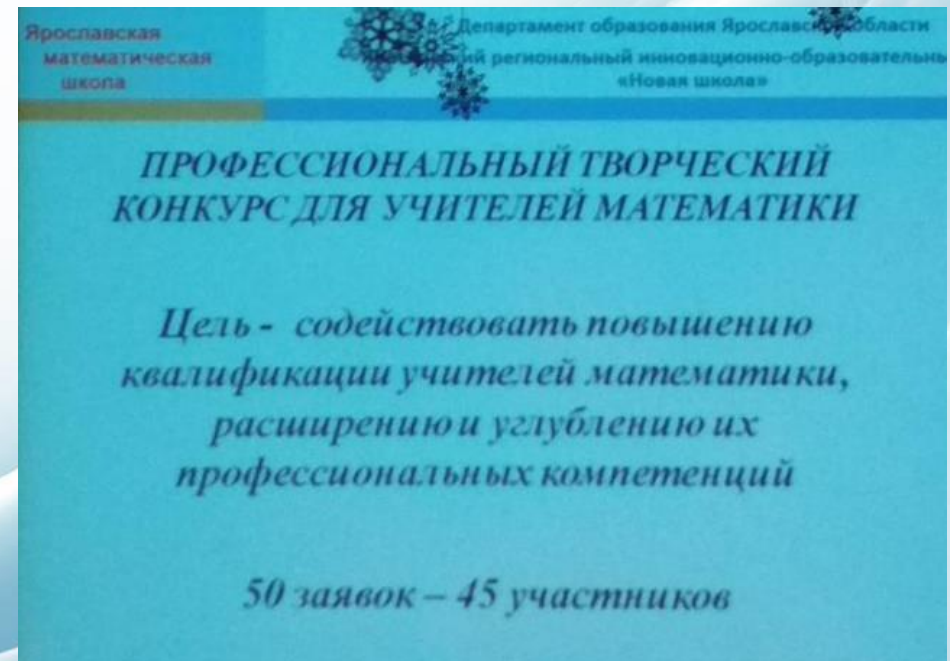 Ярославская
математическая
школа
Департамент образования Ярославской области
региональный инновационно-образовательны
«Новая школа»
ПРОФЕССИОНАЛЬНЫЙ ТВОРЧЕСКИЙ
КОНКУРС ДЛЯ УЧИТЕЛЕЙ МАТЕМАТИКИ
Цель - содействовать повышению
квалификации учителей математики,
расширению и углублению их
профессиональных компетенций
50 заявок – 45 участников